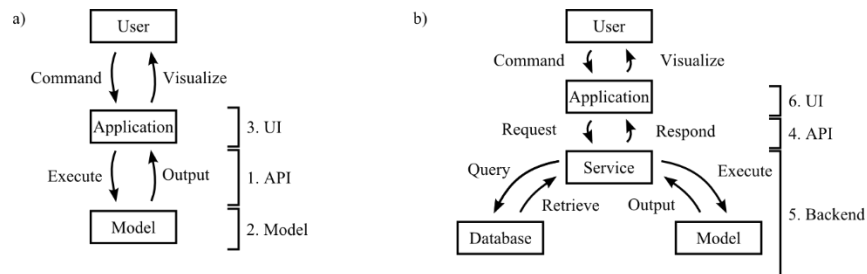 a)
User
Command
Visualize
Application
3. UI
Execute
Output
1. API
Model
2. Model
b)
User
Command
Visualize
Application
6. UI
Request
Respond
4. API
Service
Query
Execute
Retrieve
Output
5. Backend
Database
Model